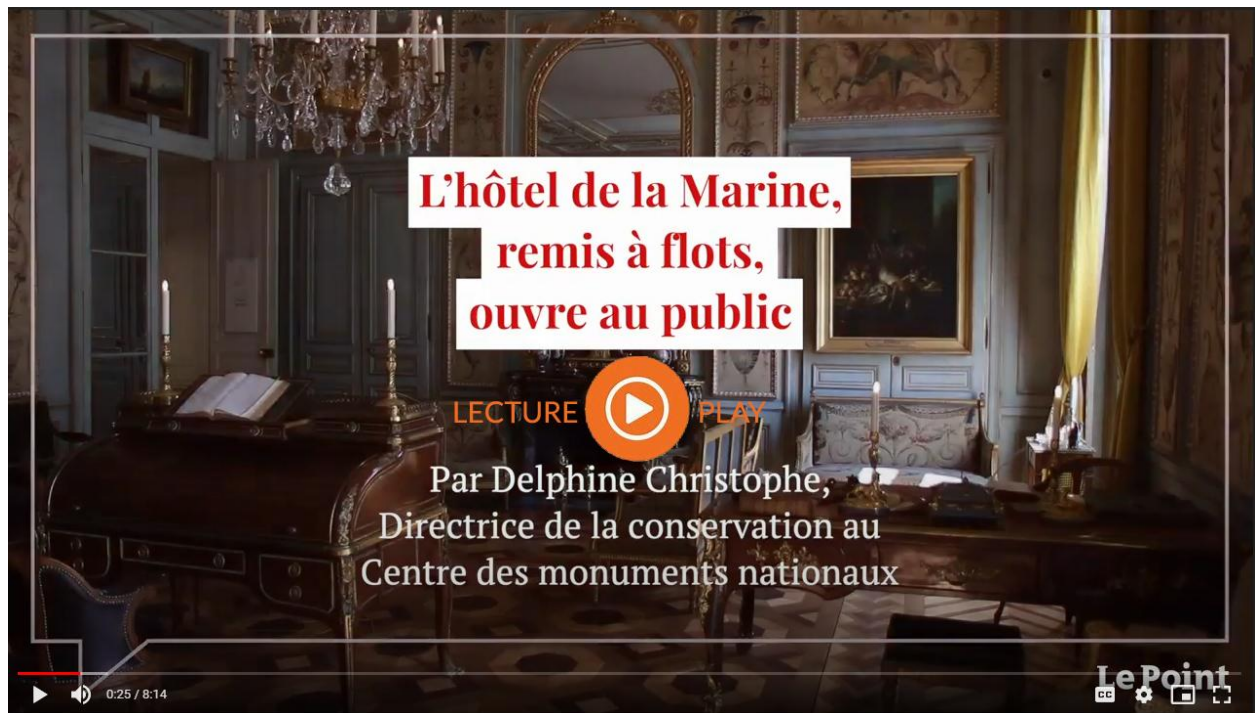 L'hôtel de la Marine,
remis à flots,
ouvre au public
LECTURE PLAY
Par Delphine Christophe,
Directrice de la conservation au
Centre des monuments nationaux
Le Point
0:25 / 8:14
CC